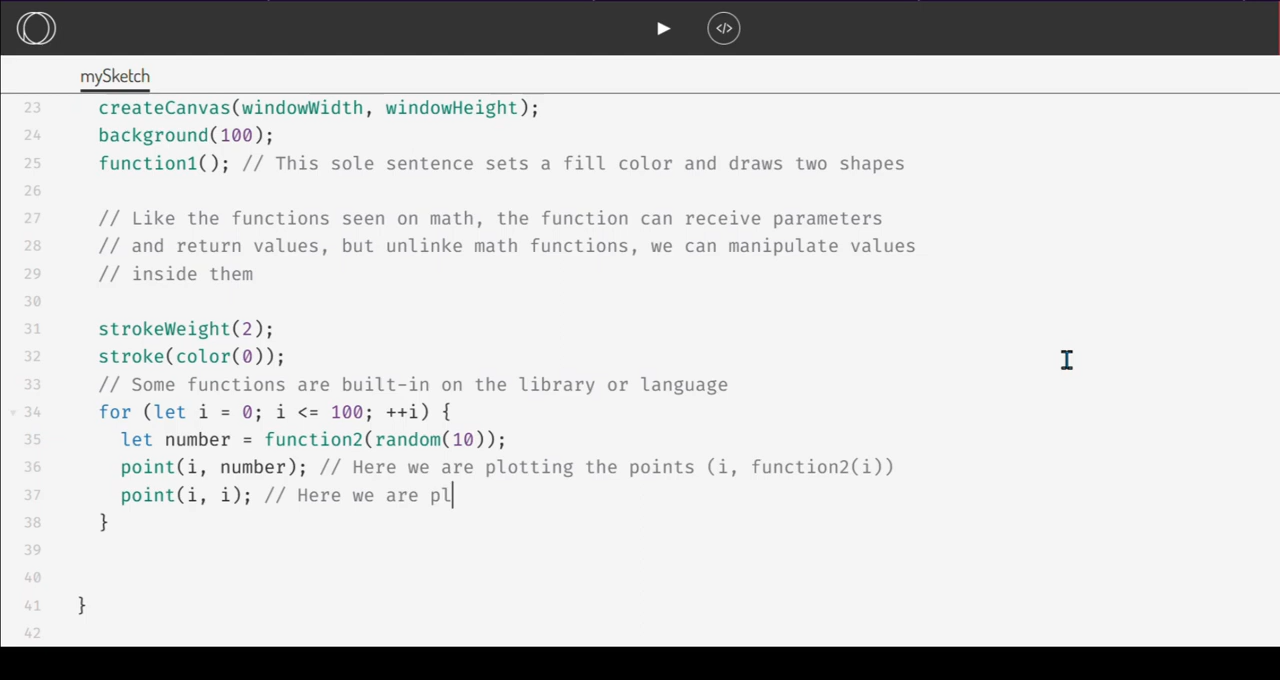 </>
mySketch
23 createCanvas(windowWidth, windowHeight);
24 background(100);
25 function1(); // This sole sentence sets a fill color and draws two shapes
26
27 // Like the functions seen on math, the function can receive parameters
28 // and return values, but unlinke math functions, we can manipulate values
29 // inside them
30
31 strokeWeight(2);
32 stroke(color(0));
33 // Some functions are built-in on the library or language
34 for (let i = 0; i <= 100; ++i) {
35 let number = function2(random(10));
36 point(i, number); // Here we are plotting the points (i, function2(i))
37 point(i, i); // Here we are pl
38 }
39
40
41 }
42